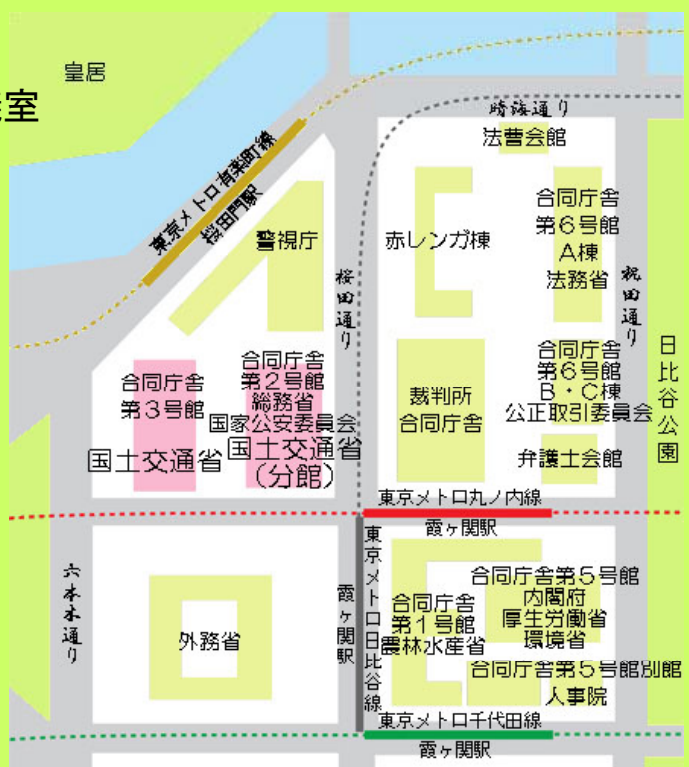 皇居
室
晴海通り
法曹会館
東京メトロ有楽町線
桜田門駅
警視庁
桜田通り
赤レンガ棟
合同庁舎
第6号館
A棟
法務省
祝田通り
合同庁舎
第3号館
国土交通省
合同庁舎
第2号館
総務省
国家公安委員会
国土交通省
(分館)
裁判所
合同庁舎
合同庁舎
第6号館
B・C棟
公正取引委員会
弁護士会館
日比谷公園
東京メトロ丸ノ内線
霞ヶ関駅
六本木通り
外務省
霞ヶ関駅
東京メトロ日比谷線
合同庁舎
第1号館
農林水産省
合同庁舎第5号館
内閣府
厚生労働省
環境省
合同庁舎第5号館別館
人事院
東京メトロ千代田線
霞ヶ関駅